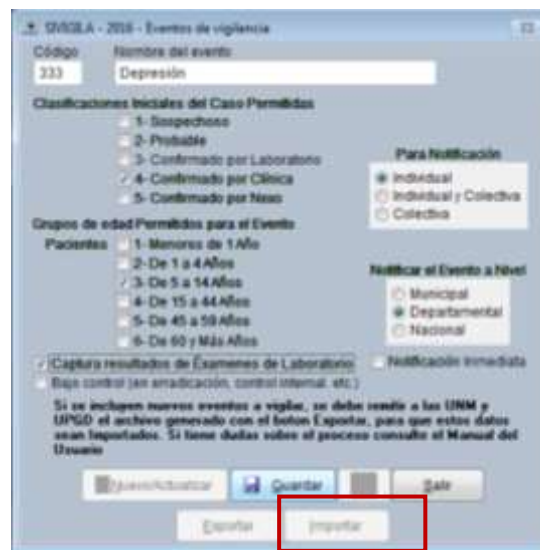 SIVIGILA - 2016 - Eventos de vigilancia
Código Nombre del evento
333 Depresión
Clasificaciones Iniciales del Caso Permitidas
1- Sospechoso
2- Probable
3- Confirmado por Laboratorio
4- Confirmado por Clínica
5- Confirmado por Nexo
Para Notificación
Individual
Individual y Colectiva
Colectiva
Grupos de edad Permitidos para el Evento
Pacientes 1- Menores de 1 Año
2- De 1 a 4 Años
3- De 5 a 14 Años
4- De 15 a 44 Años
5- De 45 a 59 Años
6- De 60 y Más Años
Notificar el Evento a Nivel
Municipal
Departamental
Nacional
Captura resultados de Examenes de Laboratorio
Notificación Inmediata
Bajo control (en erradicación, control internal. etc.)
Si se incluyen nuevos eventos a vigilar, se debe remitir a las UNM y
UPGD el archivo generado con el boton Exportar, para que estos datos
sean Importados. Si tiene dudas sobre el proceso consulte el Manual del
Usuario
Nuevo/Actualizar Guardar Salir
Exportar Importar